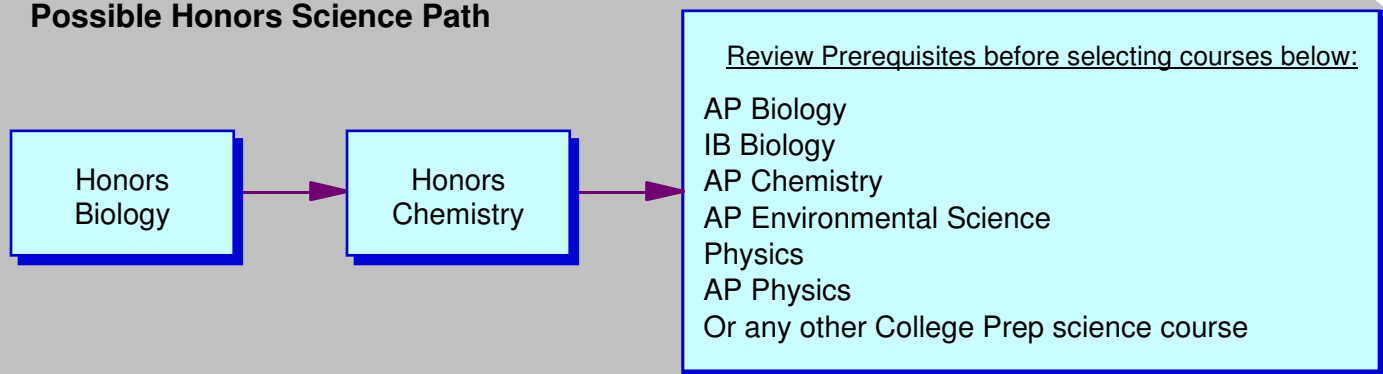 Possible Honors Science Path
Honors
Biology
Honors
Chemistry
Review Prerequisites before selecting courses below:
AP Biology
IB Biology
AP Chemistry
AP Environmental Science
Physics
AP Physics
Or any other College Prep science course